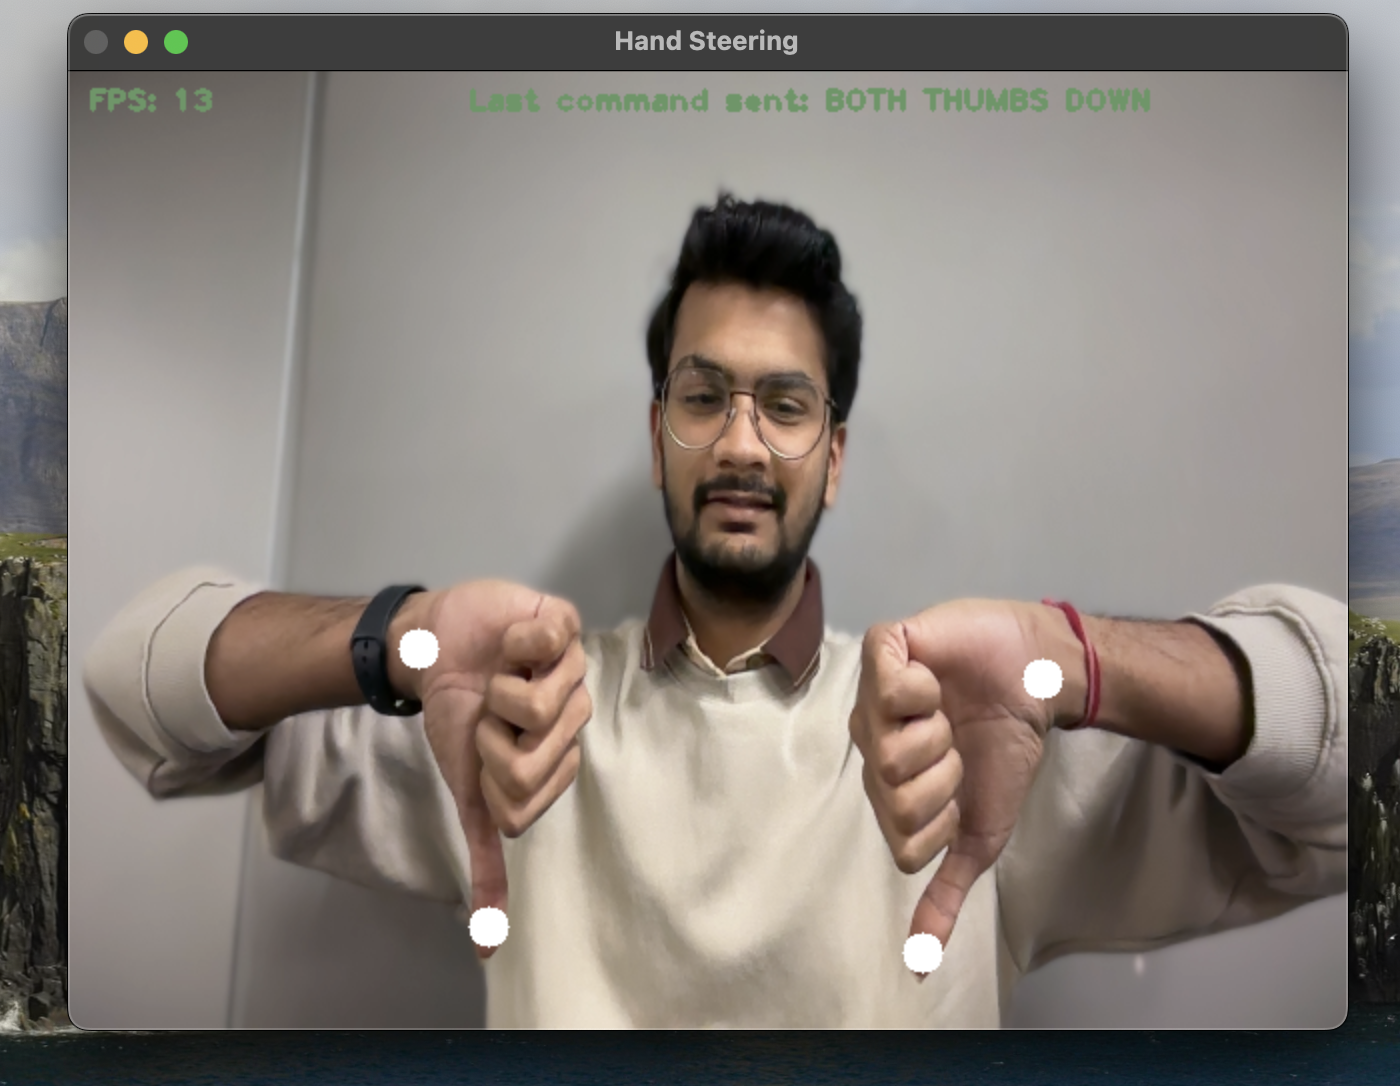 Hand Steering
FPS: 13
Last command sent: BOTH THUMBS DOWN